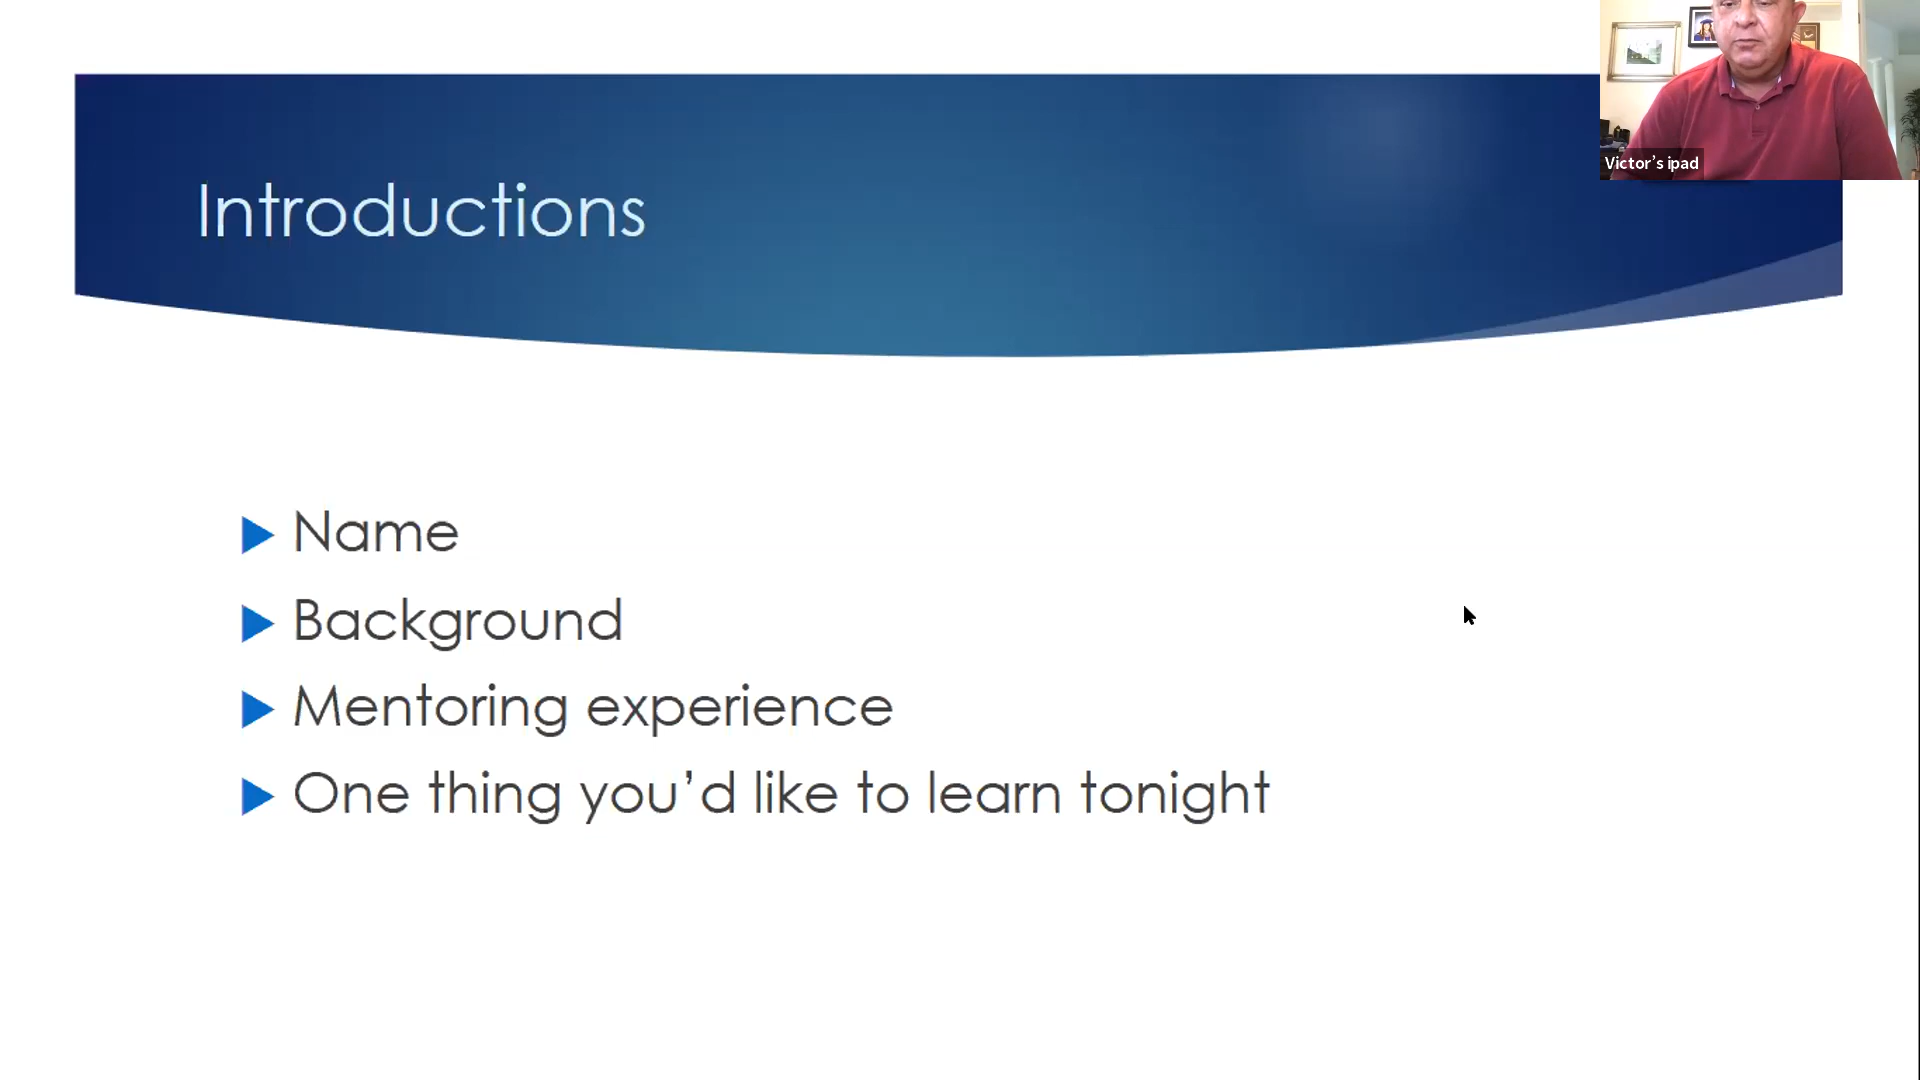 Introductions
Victor’s ipad
Name
Background
Mentoring experience
One thing you’d like to learn tonight